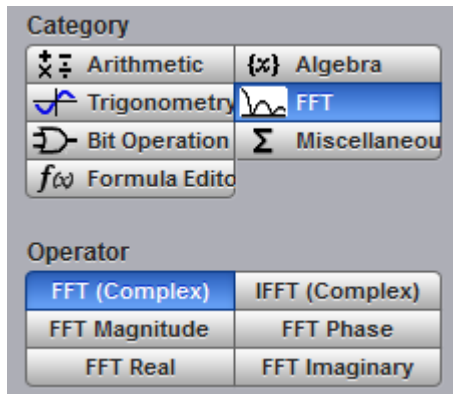 Category
Arithmetic {x} Algebra
Trigonometry FFT
Bit Operation Σ Miscellaneou
f(x) Formula Edito
Operator
FFT (Complex) IFFT (Complex)
FFT Magnitude FFT Phase
FFT Real FFT Imaginary